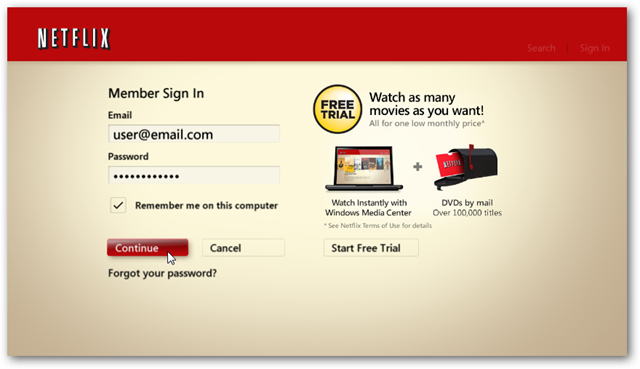 NETFLIX
Search | Sign In
Member Sign In
Email
user@email.com
Password
••••••••••••
Remember me on this computer
Continue
Cancel
Forgot your password?
FREE
TRIAL
Watch as many
movies as you want!
All for one low monthly price*
NETFLIX
Watch Instantly with
Windows Media Center
DVDs by mail
Over 100,000 titles
* See Netflix Terms of Use for details
Start Free Trial